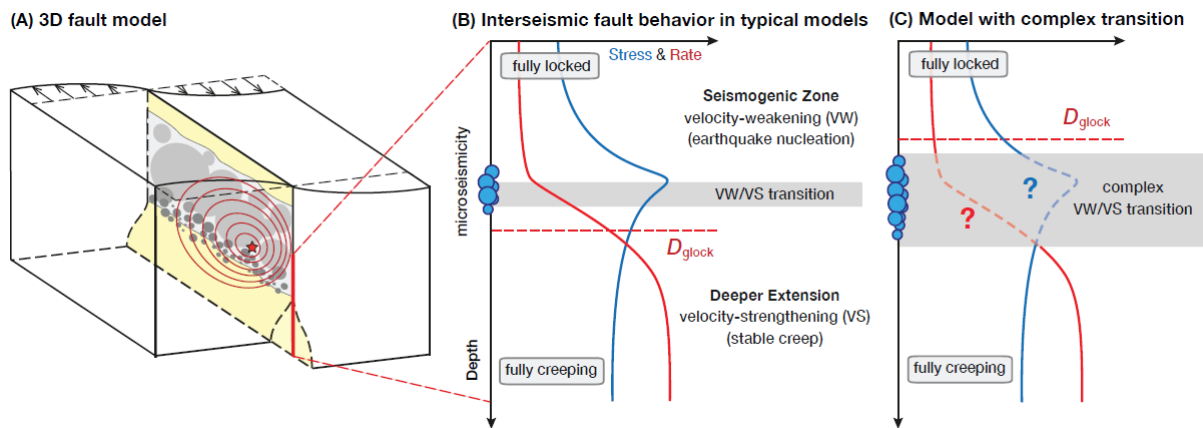 (A) 3D fault model
(B) Interseismic fault behavior in typical models
(C) Model with complex transition
Stress & Rate
fully locked
Seismogenic Zone
velocity-weakening (VW)
(earthquake nucleation)
microseismicity
VW/VS transition
Dglock
Deeper Extension
velocity-strengthening (VS)
(stable creep)
Depth
fully creeping
fully locked
Dglock
?
?
complex
VW/VS transition
fully creeping